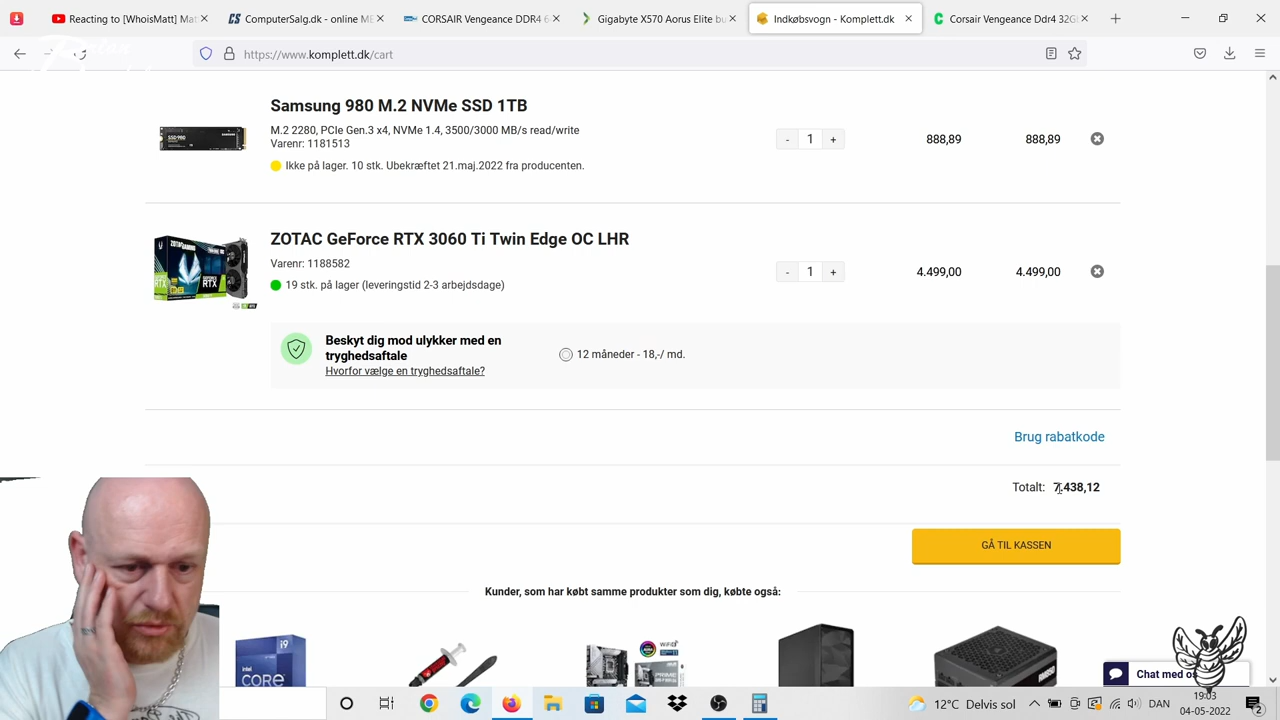 Reacting to [WhoisMatt] Ma
ComputerSalg.dk - online M
CORSAIR Vengeance DDR4 6
Gigabyte X570 Aorus Elite bu
Indkøbsvogn - Komplett.dk
Corsair Vengeance Ddr4 32G
https://www.komplett.dk/cart
Samsung 980 M.2 NVMe SSD 1TB
M.2 2280, PCIe Gen.3 x4, NVMe 1.4, 3500/3000 MB/s read/write
Varenr: 1181513
- 1 + 888,89 888,89
Ikke på lager. 10 stk. Ubekræftet 21.maj.2022 fra producenten.
ZOTAC GeForce RTX 3060 Ti Twin Edge OC LHR
Varenr: 1188582
- 1 + 4.499,00 4.499,00
19 stk. på lager (leveringstid 2-3 arbejdsdage)
Beskyt dig mod ulykker med en
tryghedsaftale
12 måneder - 18,-/ md.
Hvorfor vælge en tryghedsaftale?
Brug rabatkode
Totalt: 7.438,12
GÅ TIL KASSEN
Kunder, som har købt samme produkter som dig, købte også:
intel
CORE
i9
PRIME
Chat med os
12°C Delvis sol
DAN
19:03
04-05-2022
2